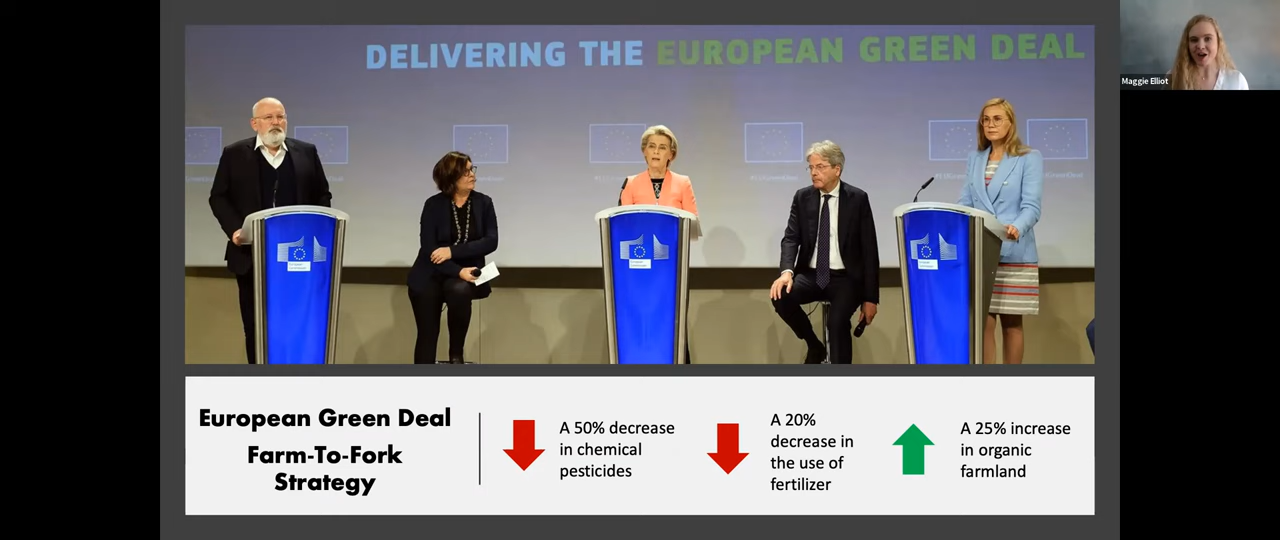 DELIVERING THE EUROPEAN GREEN DEAL
Maggie Elliot
European Green Deal
Farm-To-Fork
Strategy
A 50% decrease
in chemical
pesticides
A 20%
decrease in
the use of
fertilizer
A 25% increase
in organic
farmland